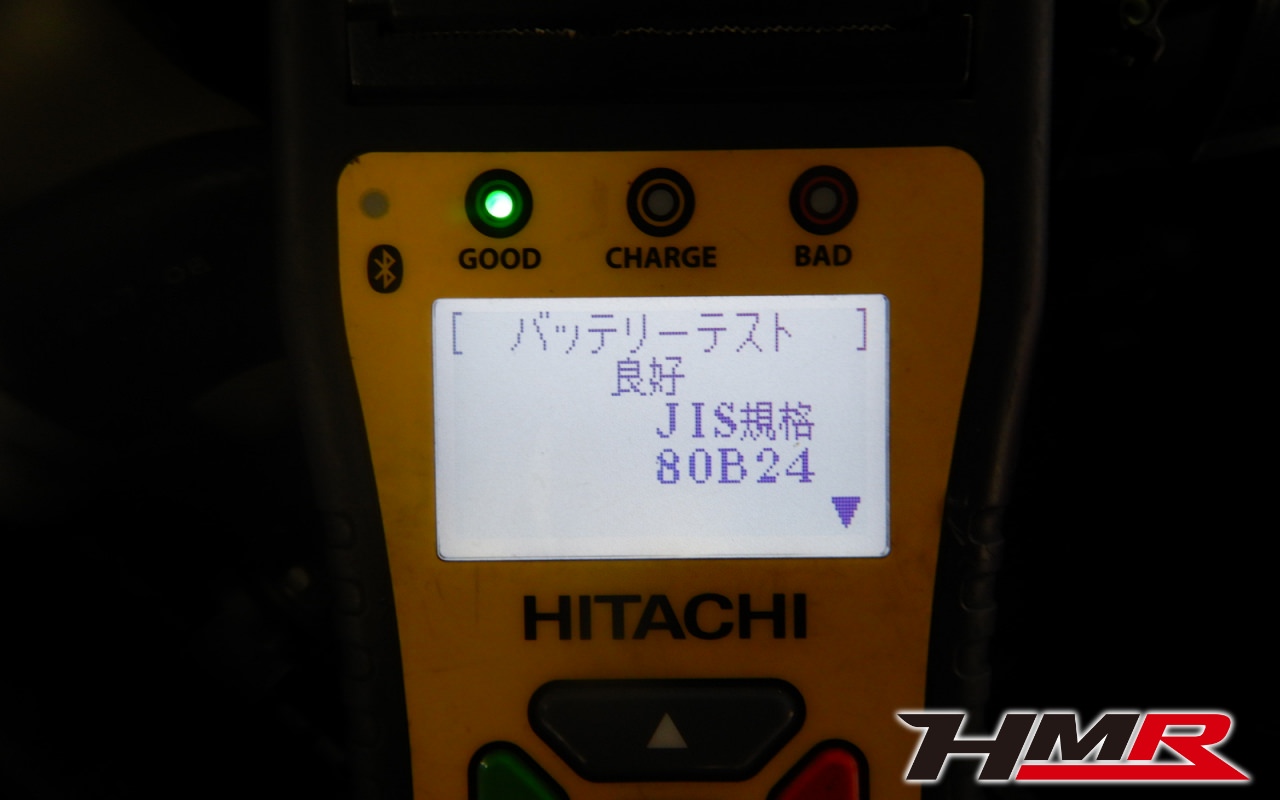 GOOD CHARGE BAD
[ バッテリーテスト ]
良好
JIS規格
80B24
▼
HITACHI
HMR